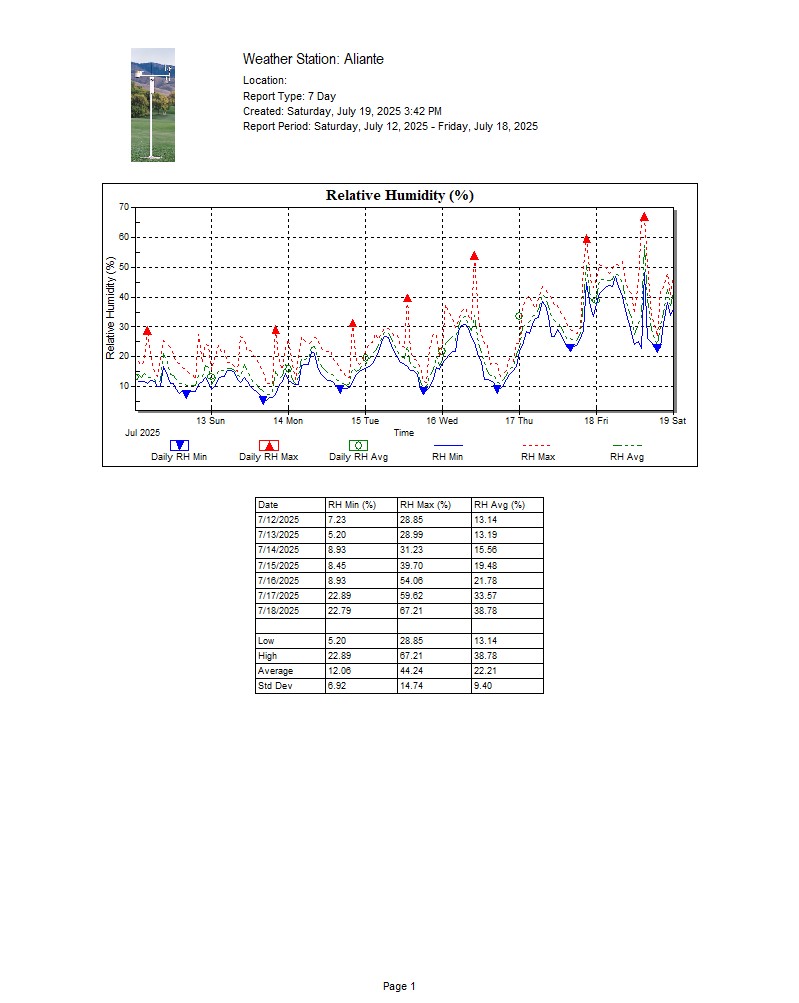 Weather Station: Aliante
Location:
Report Type: 7 Day
Created: Saturday, July 19, 2025 3:42 PM
Report Period: Saturday, July 12, 2025 - Friday, July 18, 2025
Relative Humidity (%)
Relative Humidity (%)
70
60
50
40
30
20
10
13 Sun 14 Mon 15 Tue 16 Wed 17 Thu 18 Fri 19 Sat
Jul 2025 Time
Daily RH Min Daily RH Max Daily RH Avg RH Min RH Max RH Avg
Date RH Min (%) RH Max (%) RH Avg (%)
7/12/2025 7.23 28.85 13.14
7/13/2025 5.20 28.99 13.19
7/14/2025 8.93 31.23 15.56
7/15/2025 8.45 39.70 19.48
7/16/2025 8.93 54.06 21.78
7/17/2025 22.89 59.62 33.57
7/18/2025 22.79 67.21 38.78
Low 5.20 28.85 13.14
High 22.89 67.21 38.78
Average 12.06 44.24 22.21
Std Dev 6.92 14.74 9.40
Page 1